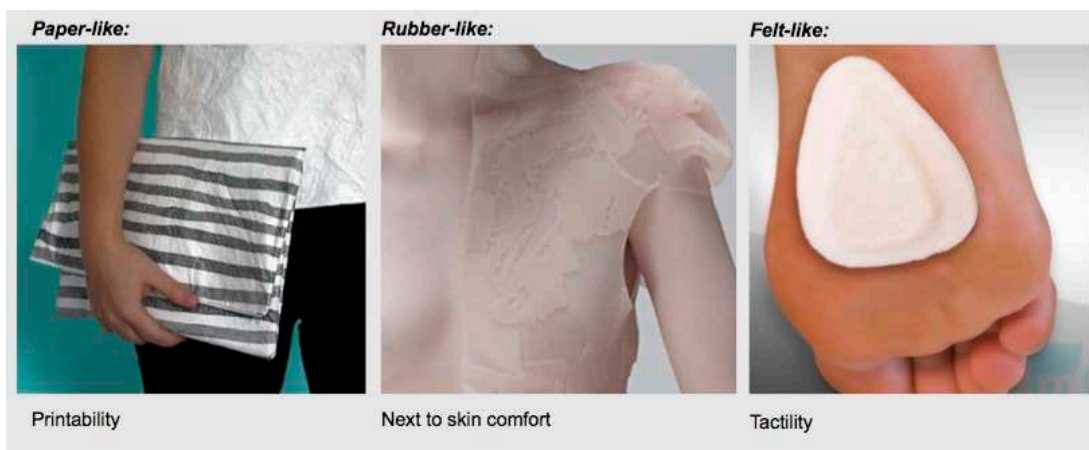 Paper-like:
Rubber-like:
Felt-like:
Printability
Next to skin comfort
Tactility